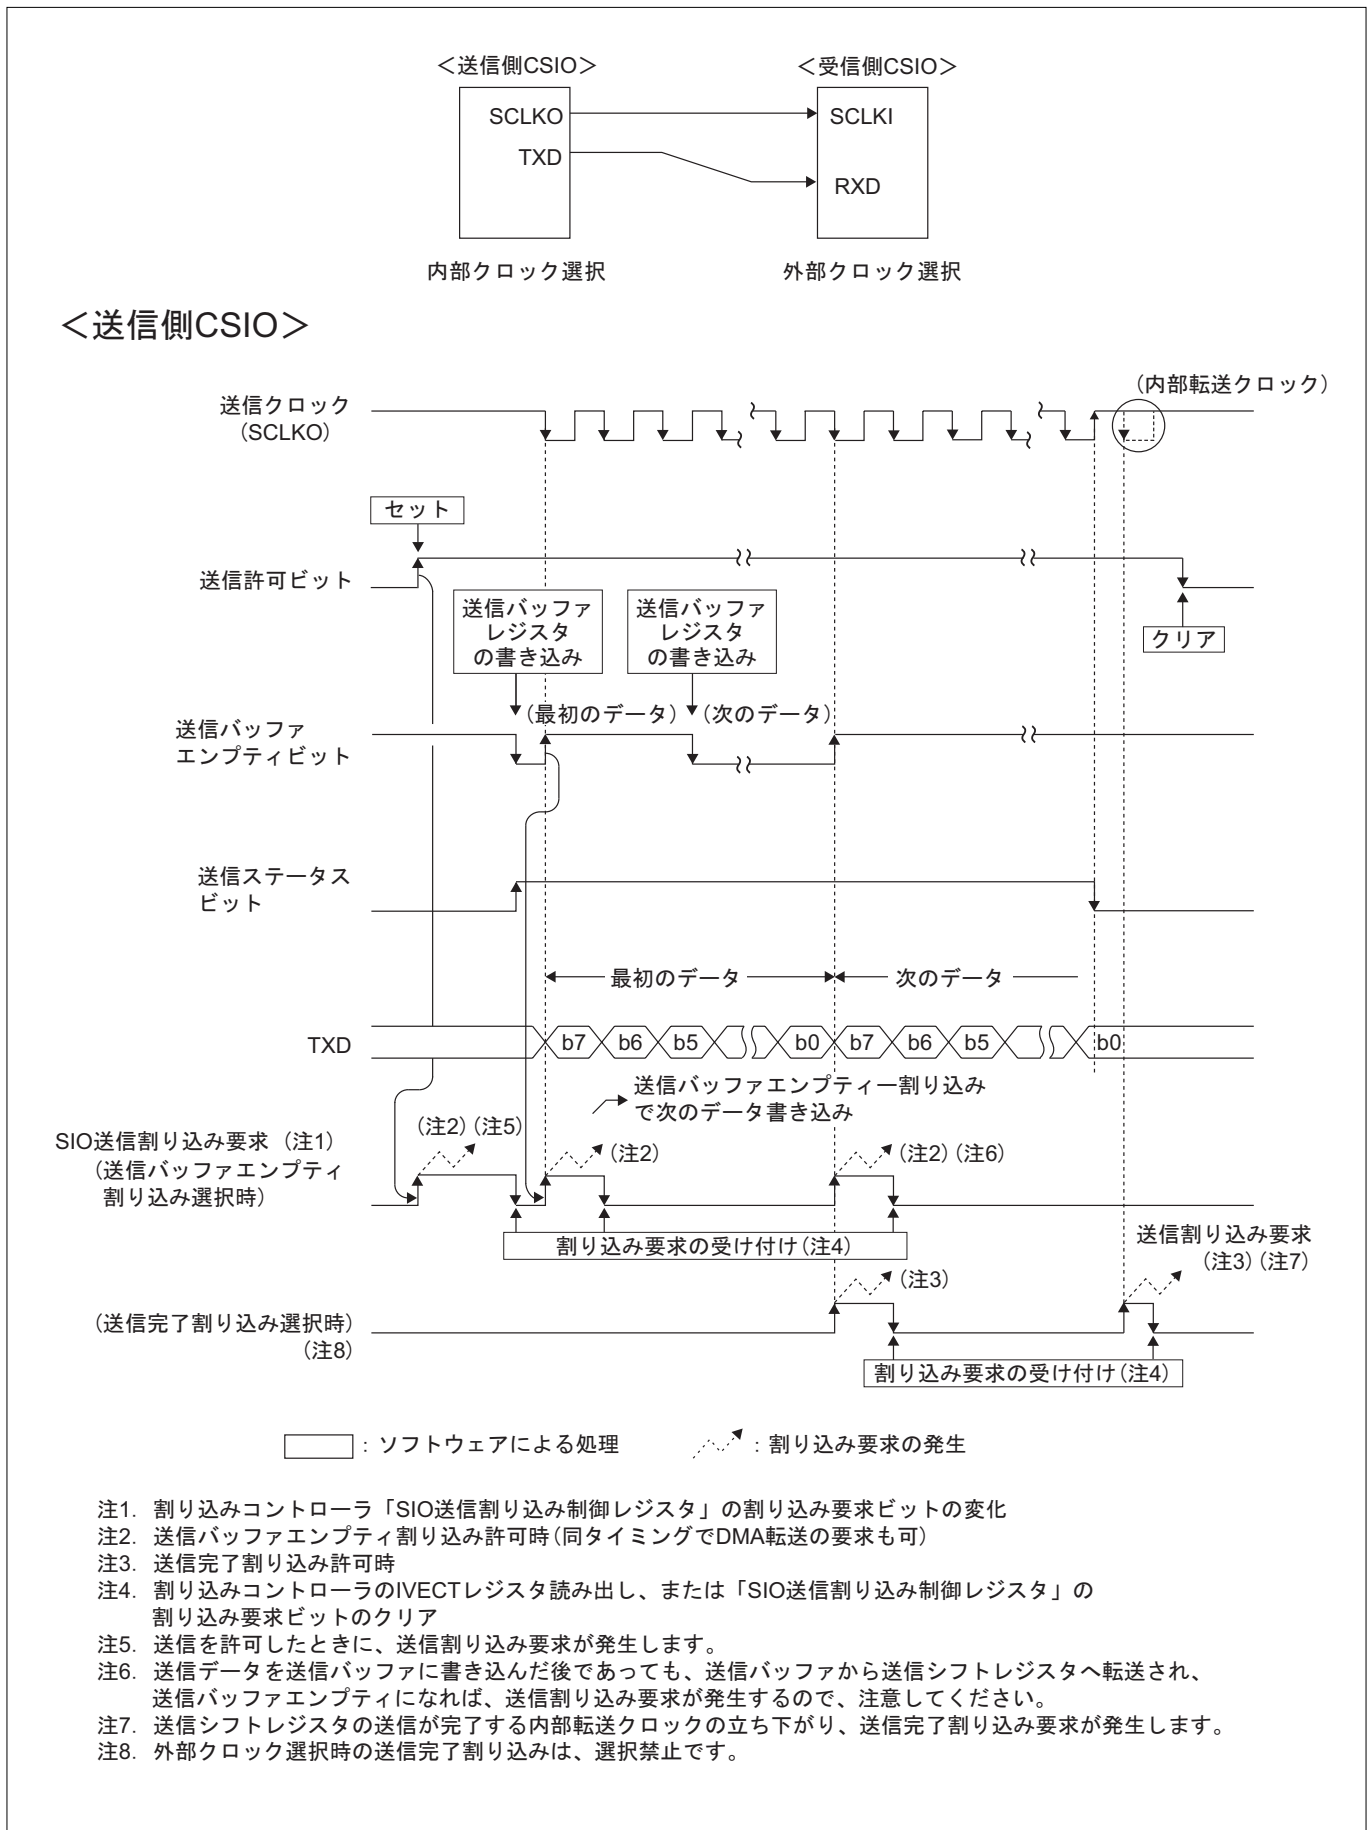 ＜送信側CSIO＞
＜受信側CSIO＞
SCLKO
SCLKI
TXD
RXD
内部クロック選択
外部クロック選択
＜送信側CSIO＞
(内部転送クロック)
送信クロック
(SCLKO)
セット
送信許可ビット
送信バッファ
レジスタ
の書き込み
送信バッファ
レジスタ
の書き込み
クリア
(最初のデータ)
(次のデータ)
送信バッファ
エンプティビット
送信ステータス
ビット
最初のデータ
次のデータ
TXD
b7
b6
b5
b0
b7
b6
b5
b0
送信バッファエンプティー割り込み
で次のデータ書き込み
SIO送信割り込み要求（注1）
(送信バッファエンプティ
割り込み選択時)
(注2)(注5)
(注2)
(注2)(注6)
割り込み要求の受け付け(注4)
送信割り込み要求
(注3)(注7)
(注3)
(送信完了割り込み選択時)
(注8)
割り込み要求の受け付け(注4)
：ソフトウェアによる処理
：割り込み要求の発生
注1. 割り込みコントローラ「SIO送信割り込み制御レジスタ」の割り込み要求ビットの変化
注2. 送信バッファエンプティ割り込み許可時(同タイミングでDMA転送の要求も可)
注3. 送信完了割り込み許可時
注4. 割り込みコントローラのIVECTレジスタ読み出し、または「SIO送信割り込み制御レジスタ」の
割り込み要求ビットのクリア
注5. 送信を許可したときに、送信割り込み要求が発生します。
注6. 送信データを送信バッファに書き込んだ後であっても、送信バッファから送信シフトレジスタへ転送され、
送信バッファエンプティになれば、送信割り込み要求が発生するので、注意してください。
注7. 送信シフトレジスタの送信が完了する内部転送クロックの立ち下がり、送信完了割り込み要求が発生します。
注8. 外部クロック選択時の送信完了割り込みは、選択禁止です。